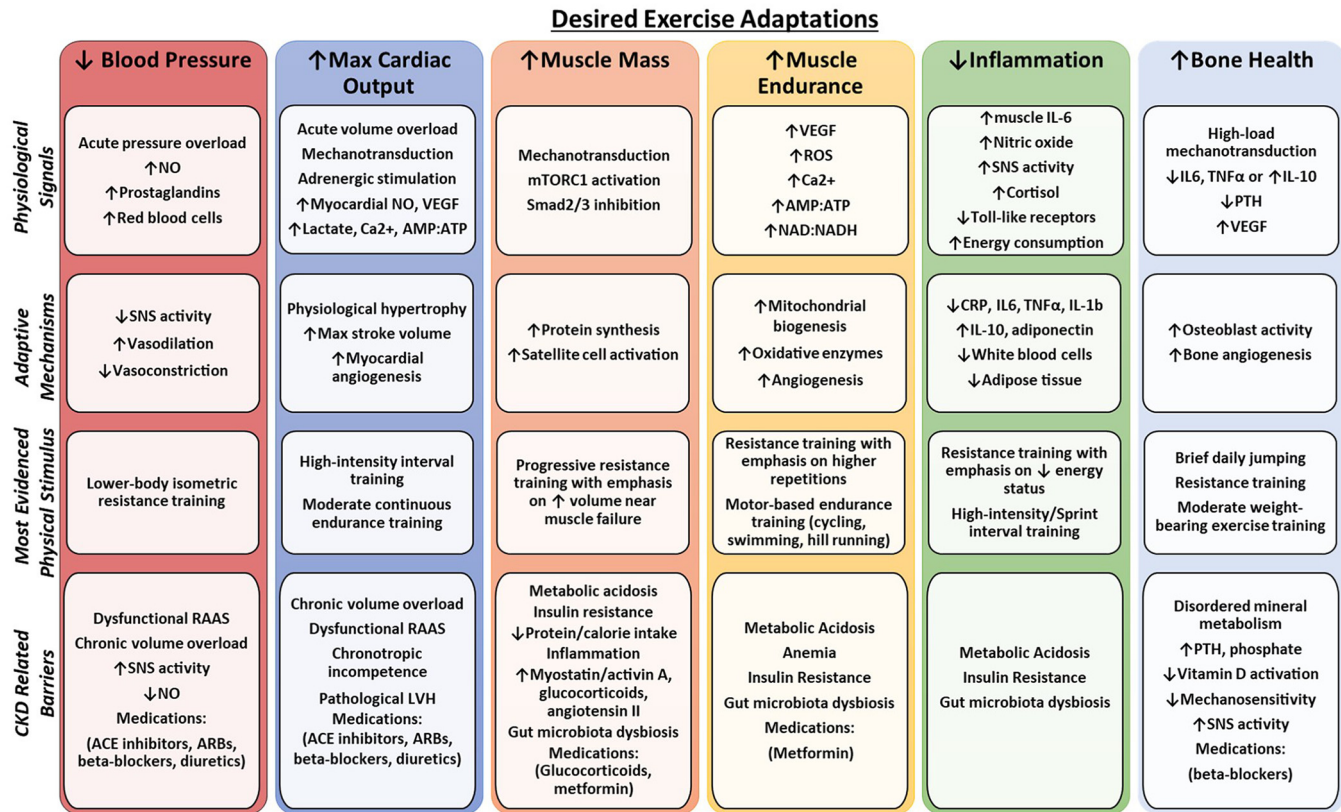 Desired Exercise Adaptations
↓ Blood Pressure
↑Max Cardiac
Output
↑Muscle Mass
↑Muscle
Endurance
↓Inflammation
↑Bone Health
Physiological
Signals
Acute pressure overload
↑NO
↑Prostaglandins
↑Red blood cells
Acute volume overload
Mechanotransduction
Adrenergic stimulation
↑Myocardial NO, VEGF
↑Lactate, Ca2+, AMP:ATP
Mechanotransduction
mTORC1 activation
Smad2/3 inhibition
↑VEGF
↑ROS
↑Ca2+
↑AMP:ATP
↑NAD:NADH
↑muscle IL-6
↑Nitric oxide
↑SNS activity
↑Cortisol
↓Toll-like receptors
↑Energy consumption
High-load
mechanotransduction
↓IL6, TNFα or ↑IL-10
↓PTH
↑VEGF
Adaptive
Mechanisms
↓SNS activity
↑Vasodilation
↓Vasoconstriction
Physiological hypertrophy
↑Max stroke volume
↑Myocardial
angiogenesis
↑Protein synthesis
↑Satellite cell activation
↑Mitochondrial
biogenesis
↑Oxidative enzymes
↑Angiogenesis
↓CRP, IL6, TNFα, IL-1b
↑IL-10, adiponectin
↓White blood cells
↓Adipose tissue
↑Osteoblast activity
↑Bone angiogenesis
Most Evidenced
Physical Stimulus
Lower-body isometric
resistance training
High-intensity interval
training
Moderate continuous
endurance training
Progressive resistance
training with emphasis
on ↑ volume near
muscle failure
Resistance training with
emphasis on higher
repetitions
Motor-based endurance
training (cycling,
swimming, hill running)
Resistance training with
emphasis on ↓ energy
status
High-intensity/Sprint
interval training
Brief daily jumping
Resistance training
Moderate weight-
bearing exercise training
CKD Related
Barriers
Dysfunctional RAAS
Chronic volume overload
↑SNS activity
↓NO
Medications:
(ACE inhibitors, ARBs,
beta-blockers, diuretics)
Chronic volume overload
Dysfunctional RAAS
Chronotropic
incompetence
Pathological LVH
Medications:
(ACE inhibitors, ARBs,
beta-blockers, diuretics)
Metabolic acidosis
Insulin resistance
↓Protein/calorie intake
Inflammation
↑Myostatin/activin A,
glucocorticoids,
angiotensin II
Gut microbiota dysbiosis
Medications:
(Glucocorticoids,
metformin)
Metabolic Acidosis
Anemia
Insulin Resistance
Gut microbiota dysbiosis
Medications:
(Metformin)
Metabolic Acidosis
Insulin Resistance
Gut microbiota dysbiosis
Disordered mineral
metabolism
↑PTH, phosphate
↓Vitamin D activation
↓Mechanosensitivity
↑SNS activity
Medications:
(beta-blockers)